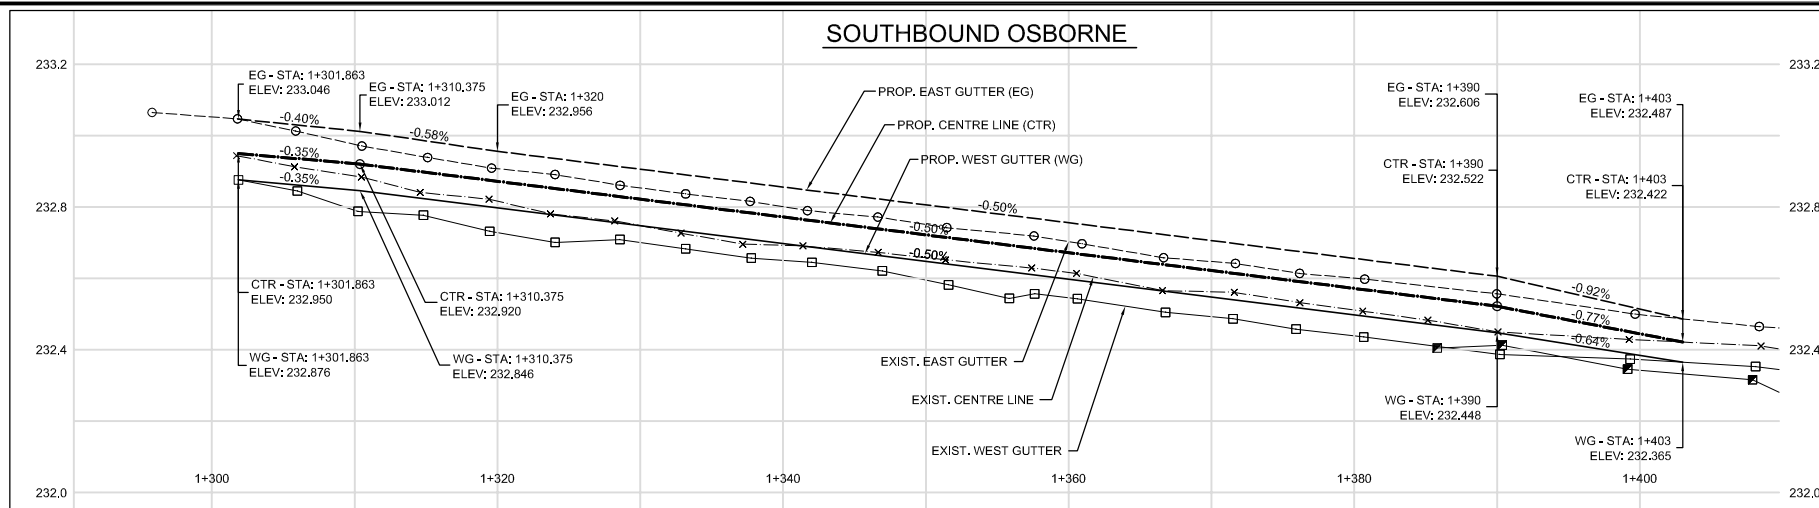 SOUTHBOUND OSBORNE
233.2
233.2
EG - STA: 1+301.863
ELEV: 233.046
EG - STA: 1+310.375
ELEV: 233.012
EG - STA: 1+320
ELEV: 232.956
PROP. EAST GUTTER (EG)
PROP. CENTRE LINE (CTR)
PROP. WEST GUTTER (WG)
EG - STA: 1+390
ELEV: 232.606
EG - STA: 1+403
ELEV: 232.487
CTR - STA: 1+390
ELEV: 232.522
CTR - STA: 1+403
ELEV: 232.422
-0.40%
-0.58%
-0.35%
-0.35%
-0.50%
-0.50%
-0.50%
-0.92%
-0.77%
-0.64%
232.8
232.8
CTR - STA: 1+301.863
ELEV: 232.950
CTR - STA: 1+310.375
ELEV: 232.920
WG - STA: 1+301.863
ELEV: 232.876
WG - STA: 1+310.375
ELEV: 232.846
EXIST. EAST GUTTER
EXIST. CENTRE LINE
EXIST. WEST GUTTER
WG - STA: 1+390
ELEV: 232.448
WG - STA: 1+403
ELEV: 232.365
232.4
232.4
1+300
1+320
1+340
1+360
1+380
1+400
232.0
232.0